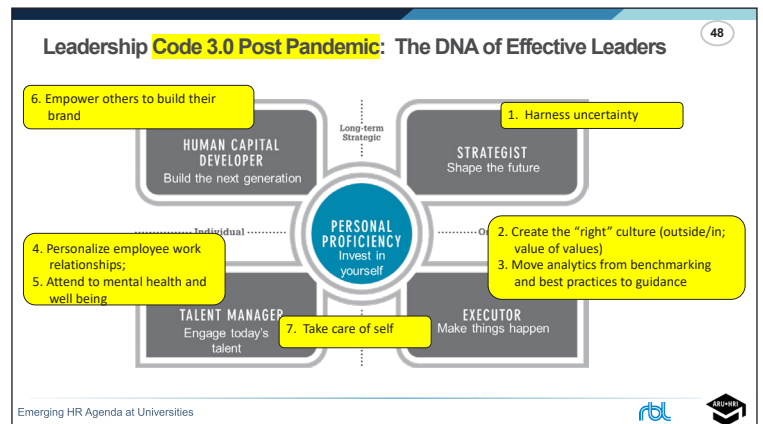 48
Leadership Code 3.0 Post Pandemic: The DNA of Effective Leaders
6. Empower others to build their
brand
Long-term
Strategic
1. Harness uncertainty
HUMAN CAPITAL
DEVELOPER
Build the next generation
STRATEGIST
Shape the future
Individual
PERSONAL
PROFICIENCY
Invest in
yourself
4. Personalize employee work
relationships;
5. Attend to mental health and
well being
2. Create the “right” culture (outside/in;
value of values)
3. Move analytics from benchmarking
and best practices to guidance
TALENT MANAGER
Engage today's
talent
7. Take care of self
EXECUTOR
Make things happen
Emerging HR Agenda at Universities
rbl
ARU•HRI